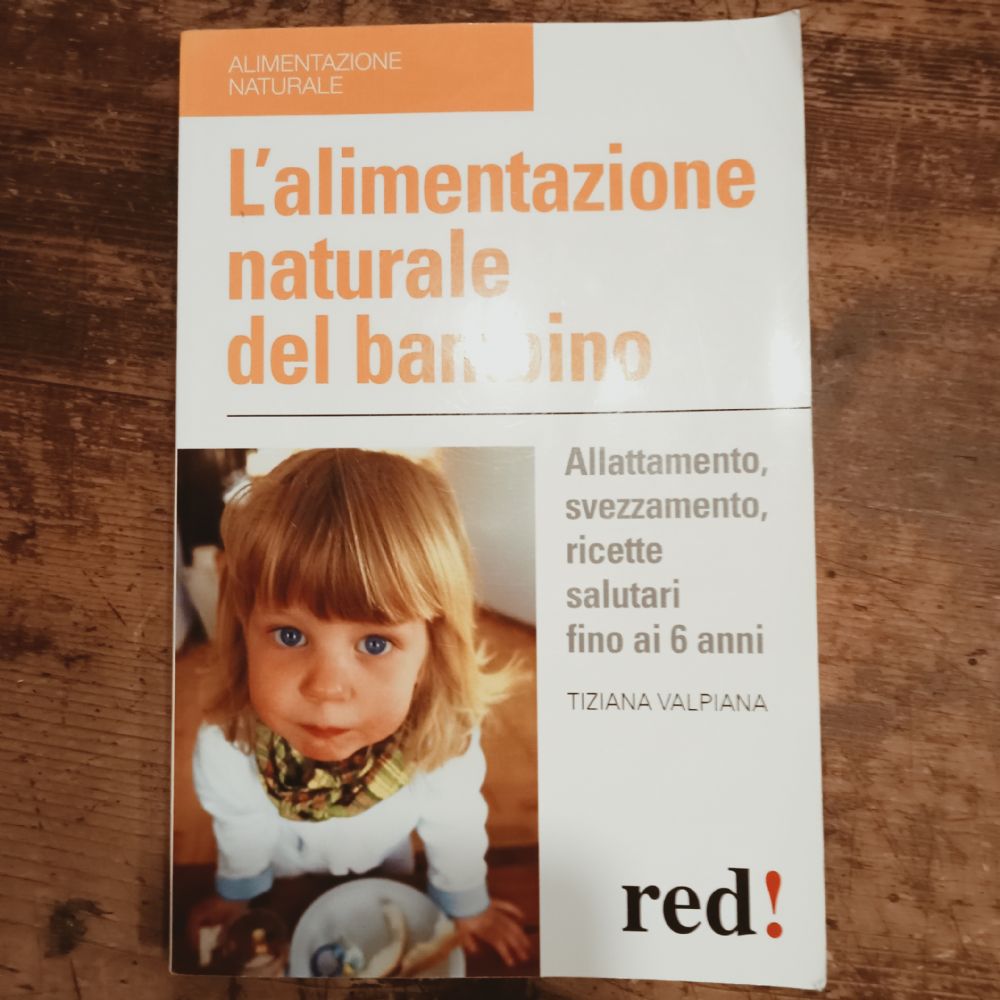 ALIMENTAZIONE
NATURALE
L'alimentazione
naturale
del bambino
Allattamento,
svezzamento,
ricette
salutari
fino ai 6 anni
TIZIANA VALPIANA
red!